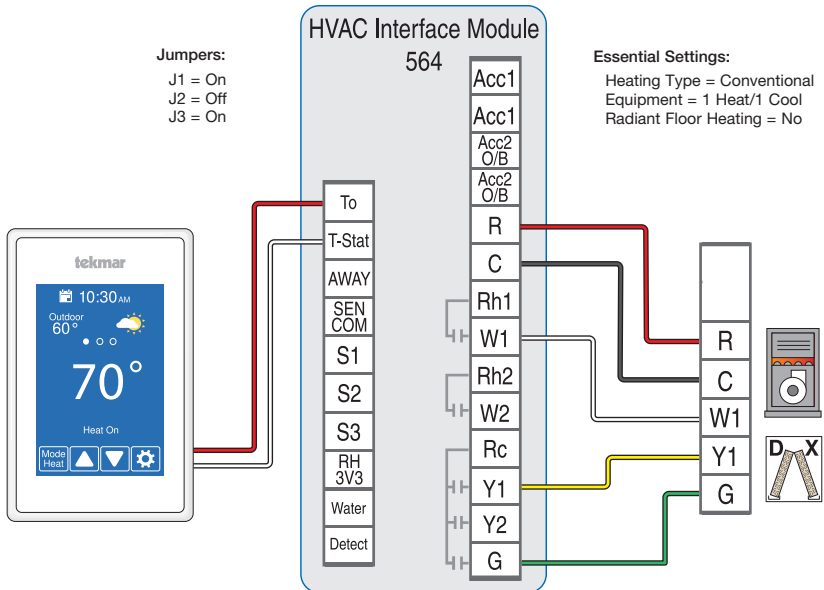 HVAC Interface Module
564
Jumpers:
J1 = On
J2 = Off
J3 = On
Essential Settings:
Heating Type = Conventional
Equipment = 1 Heat/1 Cool
Radiant Floor Heating = No
tekmar
10:30 AM
Outdoor
60°
70°
Heat On
Mode
Heat
To
T-Stat
AWAY
SEN
COM
S1
S2
S3
RH
3V3
Water
Detect
Acc1
Acc1
Acc2
O/B
Acc2
O/B
R
C
Rh1
W1
Rh2
W2
Rc
Y1
Y2
G
R
C
W1
Y1
G
D X